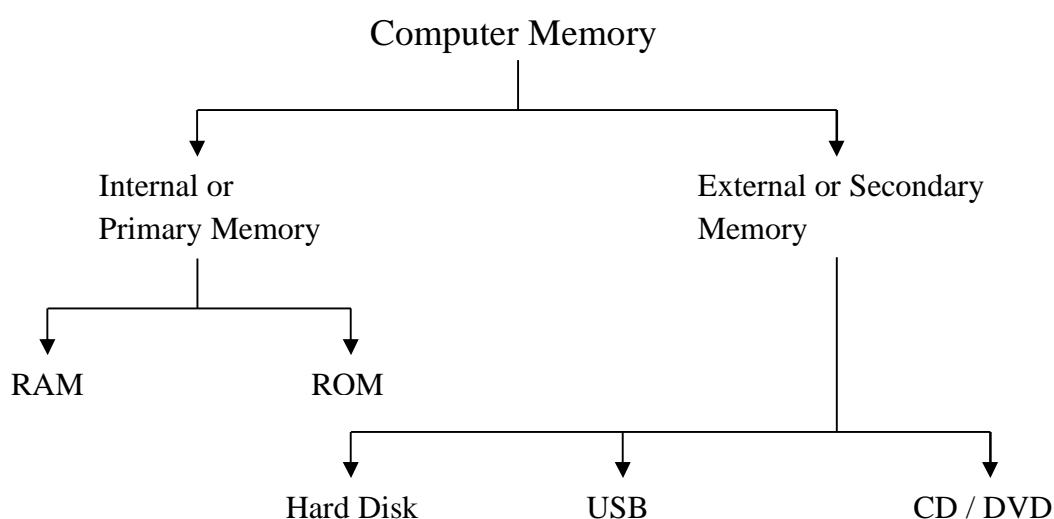 Computer Memory
Internal or
Primary Memory
External or Secondary
Memory
RAM
ROM
Hard Disk
USB
CD / DVD